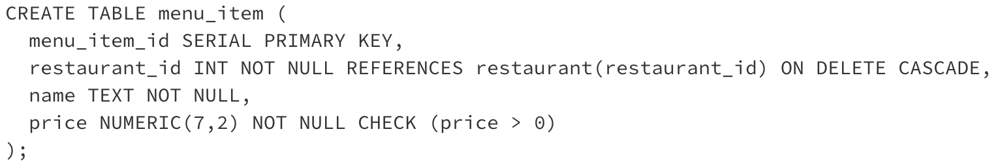 CREATE TABLE menu_item (
  menu_item_id SERIAL PRIMARY KEY,
  restaurant_id INT NOT NULL REFERENCES restaurant(restaurant_id) ON DELETE CASCADE,
  name TEXT NOT NULL,
  price NUMERIC(7,2) NOT NULL CHECK (price > 0)
);